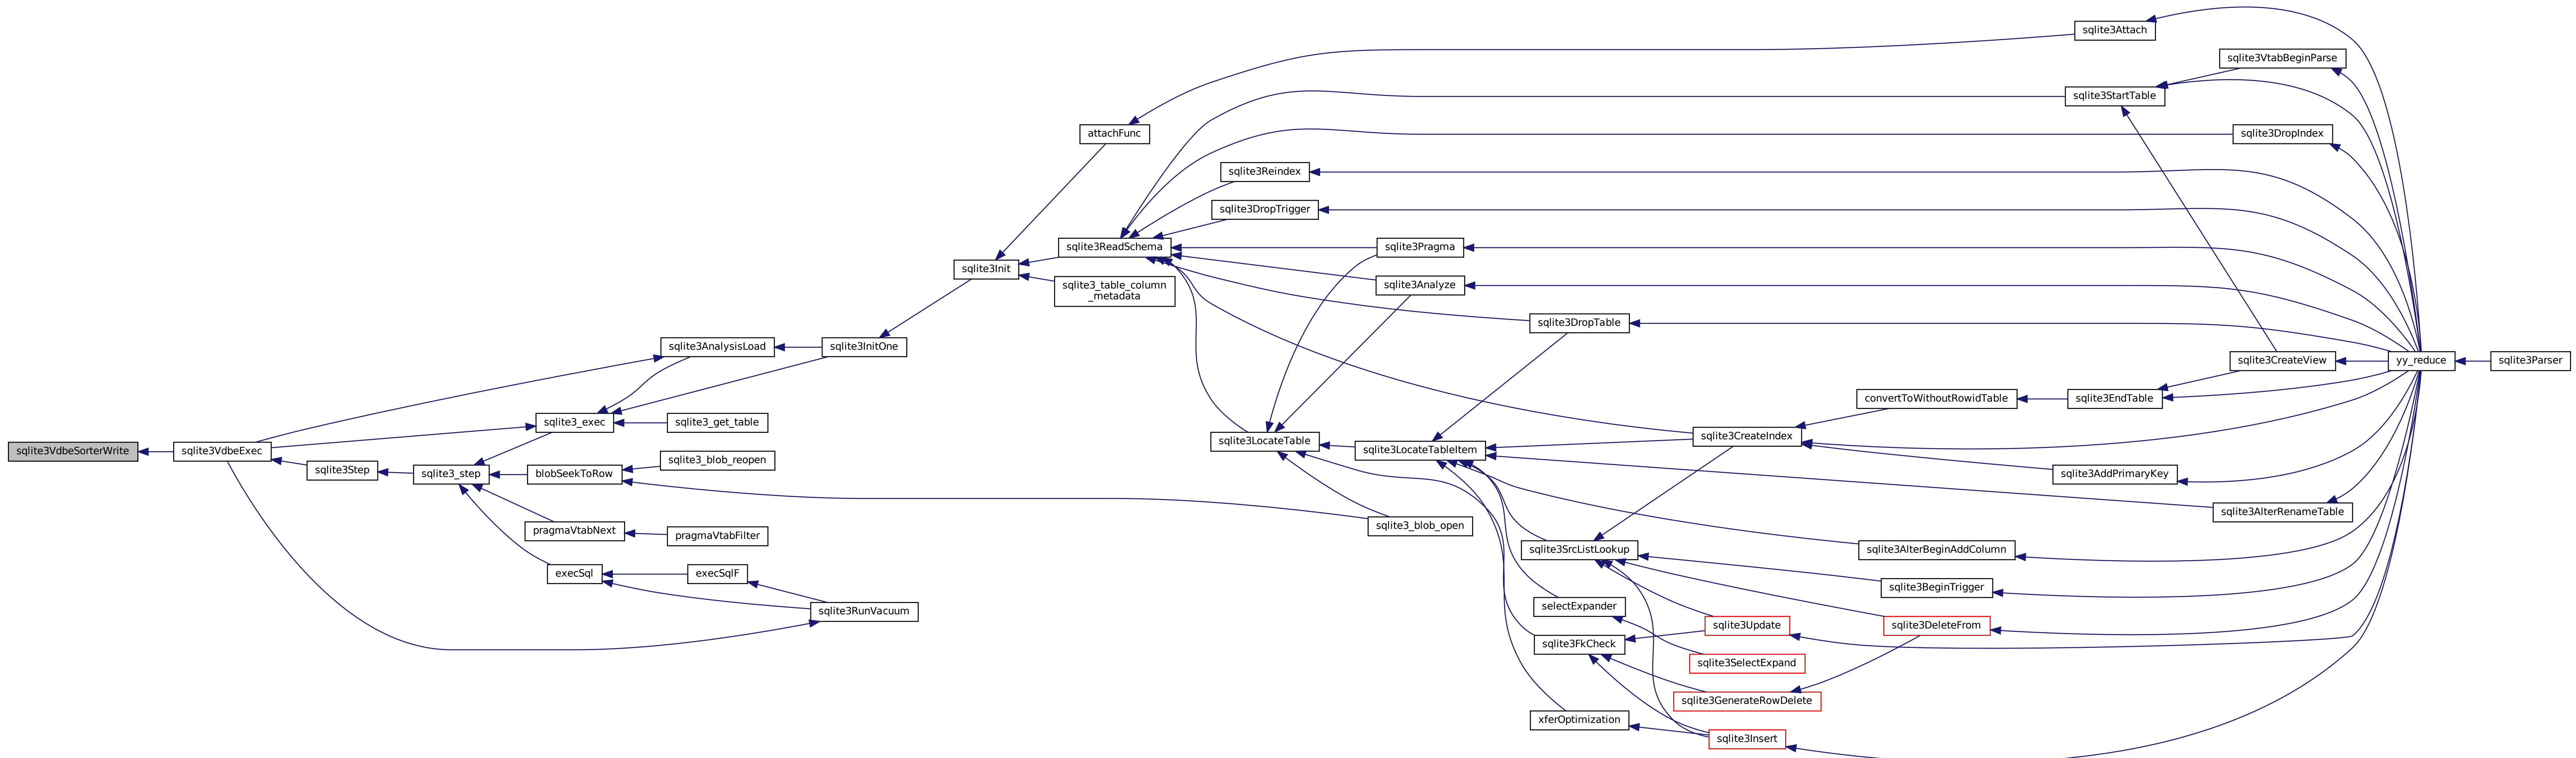 sqlite3Attach
sqlite3VtabBeginParse
sqlite3StartTable
attachFunc
sqlite3DropIndex
sqlite3Reindex
sqlite3DropTrigger
sqlite3ReadSchema
sqlite3Pragma
sqlite3Init
sqlite3_table_column
_metadata
sqlite3Analyze
sqlite3DropTable
sqlite3AnalysisLoad
sqlite3InitOne
sqlite3CreateView
yy_reduce
sqlite3Parser
convertToWithoutRowidTable
sqlite3EndTable
sqlite3_exec
sqlite3_get_table
sqlite3LocateTable
sqlite3CreateIndex
sqlite3VdbeSorterWrite
sqlite3VdbeExec
sqlite3LocateTableItem
sqlite3_blob_reopen
sqlite3Step
sqlite3_step
blobSeekToRow
sqlite3AddPrimaryKey
sqlite3AlterRenameTable
sqlite3_blob_open
pragmaVtabNext
pragmaVtabFilter
sqlite3SrcListLookup
sqlite3AlterBeginAddColumn
execSql
execSqlF
sqlite3BeginTrigger
sqlite3RunVacuum
selectExpander
sqlite3Update
sqlite3DeleteFrom
sqlite3FkCheck
sqlite3SelectExpand
sqlite3GenerateRowDelete
xferOptimization
sqlite3Insert